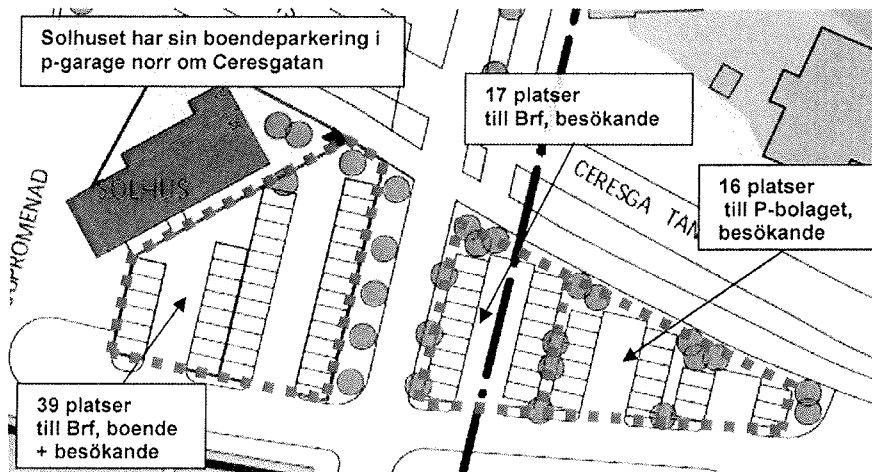 Solhuset har sin boendeparkering i
p-garage norr om Ceresgatan
17 platser
till Brf, besökande
16 platser
till P-bolaget,
besökande
SOLHUS
CERESGA TAN
39 platser
till Brf, boende
+ besökande